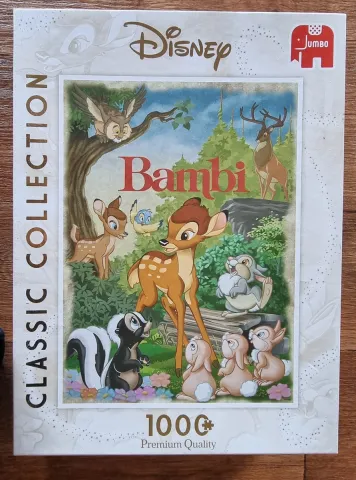 Disney
Jumbo
CLASSIC COLLECTION
Bambi
1000
Premium Quality